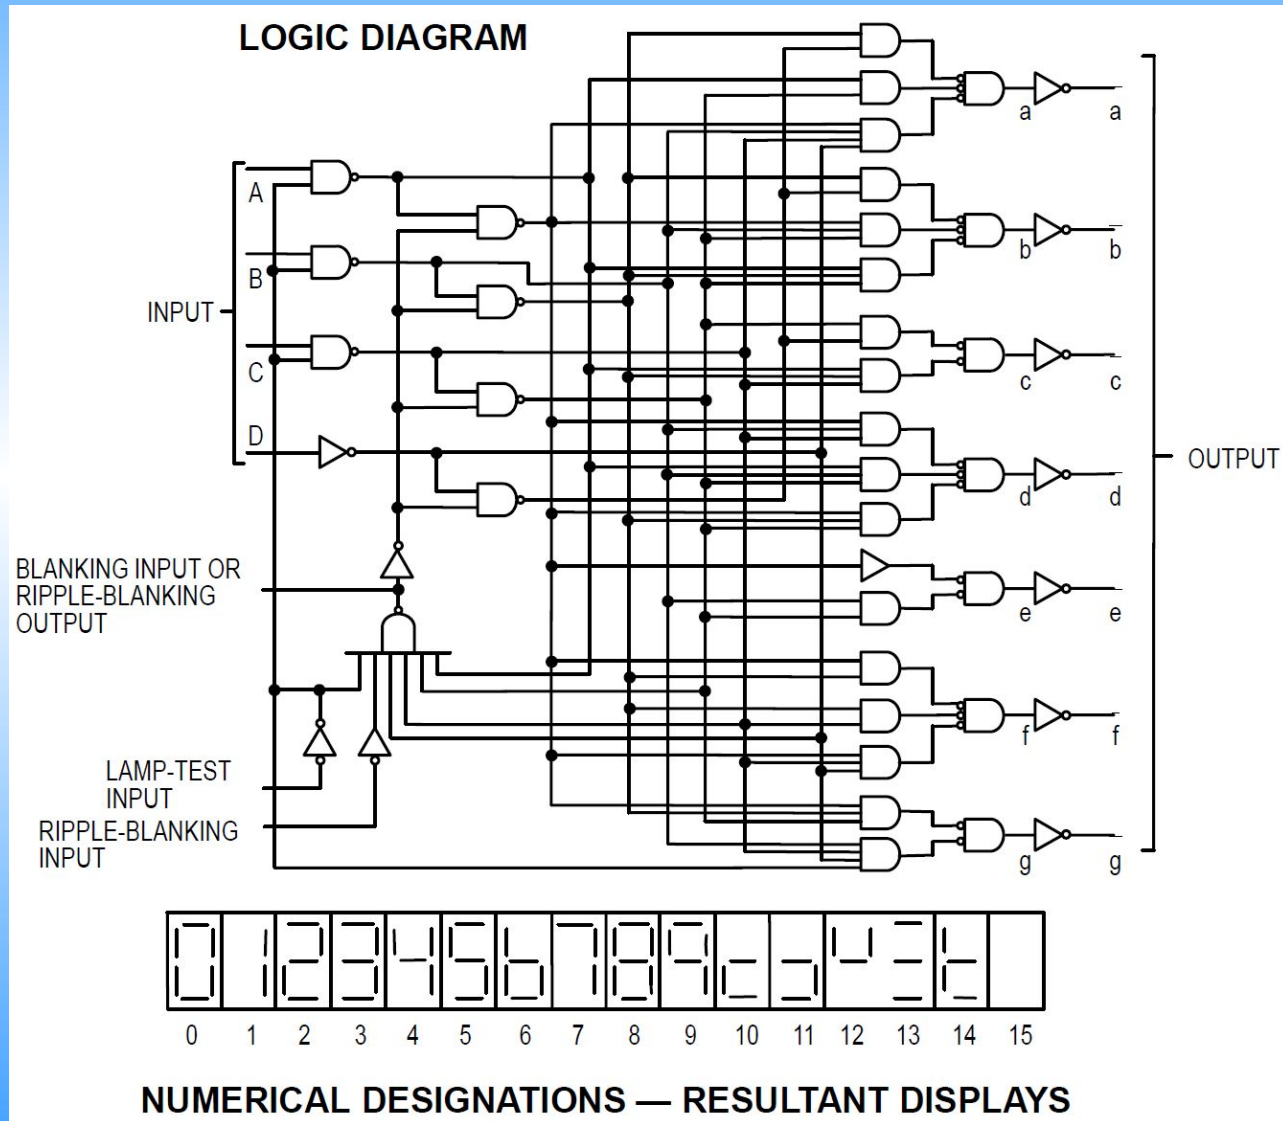 LOGIC DIAGRAM
INPUT
A
B
C
D
BLANKING INPUT OR
RIPPLE-BLANKING
OUTPUT
LAMP-TEST
INPUT
RIPPLE-BLANKING
INPUT
a a
b b
c c
d d
e e
f f
g g
OUTPUT
0 1 2 3 4 5 6 7 8 9 10 11 12 13 14 15
NUMERICAL DESIGNATIONS — RESULTANT DISPLAYS